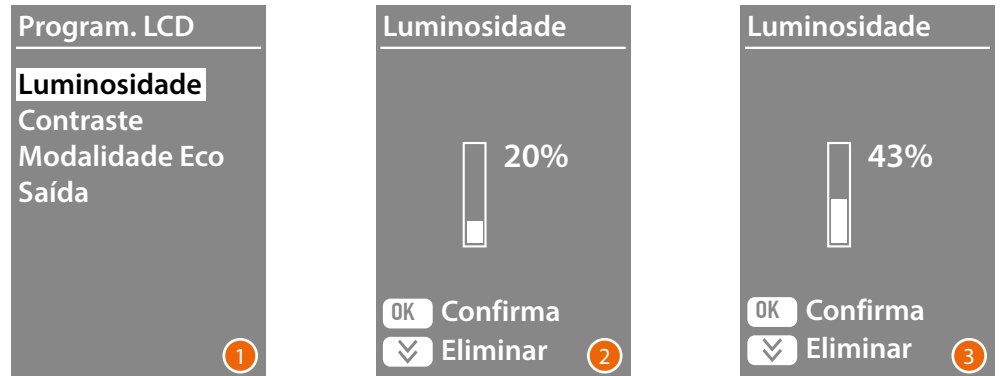 Program. LCD
Luminosidade
Contraste
Modalidade Eco
Saída
1
Luminosidade
20%
OK Confirma
Eliminar
2
Luminosidade
43%
OK Confirma
Eliminar
3